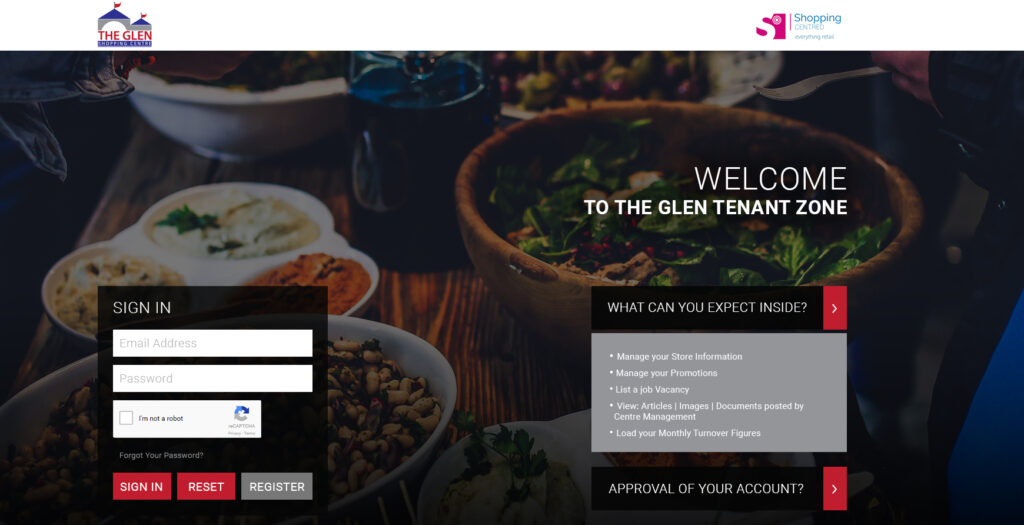 THE GLEN
SHOPPING CENTRE
Shopping
CENTRED
everything retail
WELCOME
TO THE GLEN TENANT ZONE
SIGN IN
Email Address
Password
I'm not a robot
reCAPTCHA
Privacy - Terms
Forgot Your Password?
SIGN IN
RESET
REGISTER
WHAT CAN YOU EXPECT INSIDE?
• Manage your Store Information
• Manage your Promotions
• List a job Vacancy
• View: Articles | Images | Documents posted by
Centre Management
• Load your Monthly Turnover Figures
APPROVAL OF YOUR ACCOUNT?